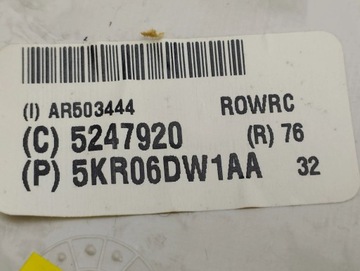 (I) AR503444 ROWRC
(C) 5247920 (R) 76
(P) 5KR06DW1AA 32